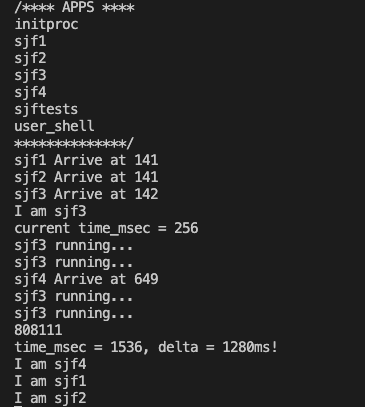 /**** APPS ****
initproc
sjf1
sjf2
sjf3
sjf4
sjftests
user_shell
**************/
sjf1 Arrive at 141
sjf2 Arrive at 141
sjf3 Arrive at 142
I am sjf3
current time_msec = 256
sjf3 running...
sjf3 running...
sjf4 Arrive at 649
sjf3 running...
sjf3 running...
808111
time_msec = 1536, delta = 1280ms!
I am sjf4
I am sjf1
I am sjf2